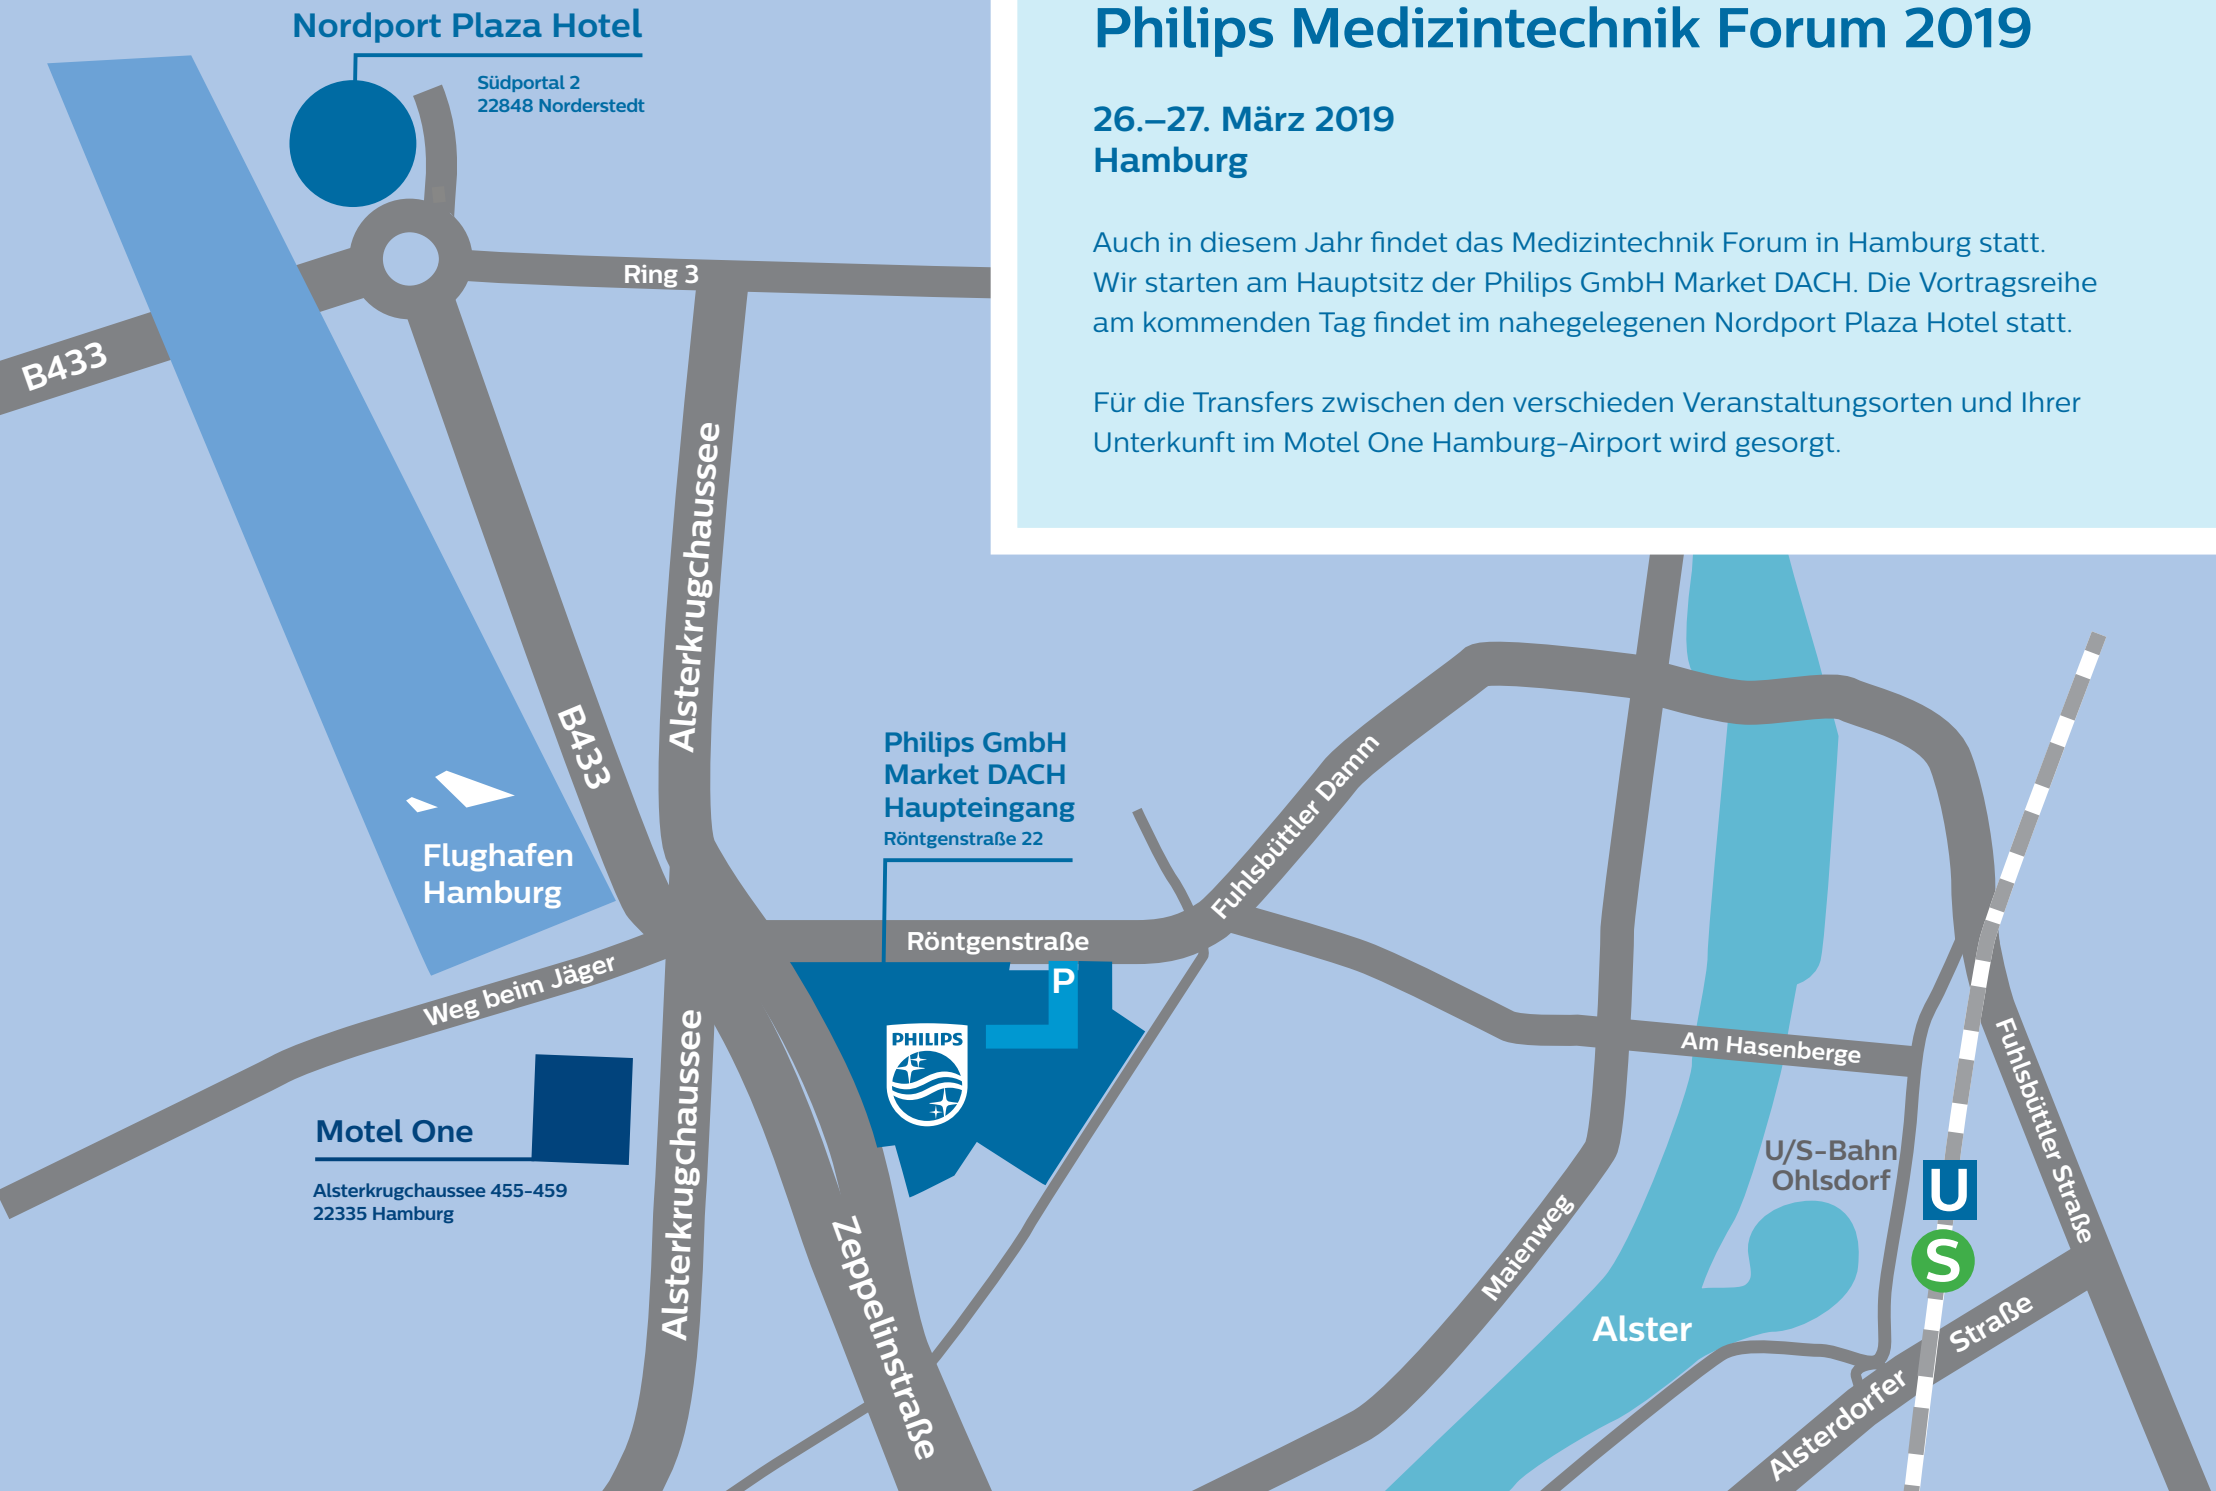 Nordport Plaza Hotel
Südportal 2
22848 Norderstedt
Philips Medizintechnik Forum 2019
26.–27. März 2019
Hamburg
Auch in diesem Jahr findet das Medizintechnik Forum in Hamburg statt.
Wir starten am Hauptsitz der Philips GmbH Market DACH. Die Vortragsreihe
am kommenden Tag findet im nahegelegenen Nordport Plaza Hotel statt.
Für die Transfers zwischen den verschieden Veranstaltungsorten und Ihrer
Unterkunft im Motel One Hamburg-Airport wird gesorgt.
Ring 3
B433
Alsterkrugchaussee
B433
Philips GmbH
Market DACH
Haupteingang
Röntgenstraße 22
Fuhlsbüttler Damm
Flughafen
Hamburg
Röntgenstraße
Weg beim Jäger
P
PHILIPS
Am Hasenberge
Motel One
Alsterkrugchaussee 455-459
22335 Hamburg
Alsterkrugchaussee
Zeppelinstraße
Maienweg
Alster
U/S-Bahn
Ohlsdorf
U
S
Fuhlsbüttler Straße
Alsterdorfer Straße